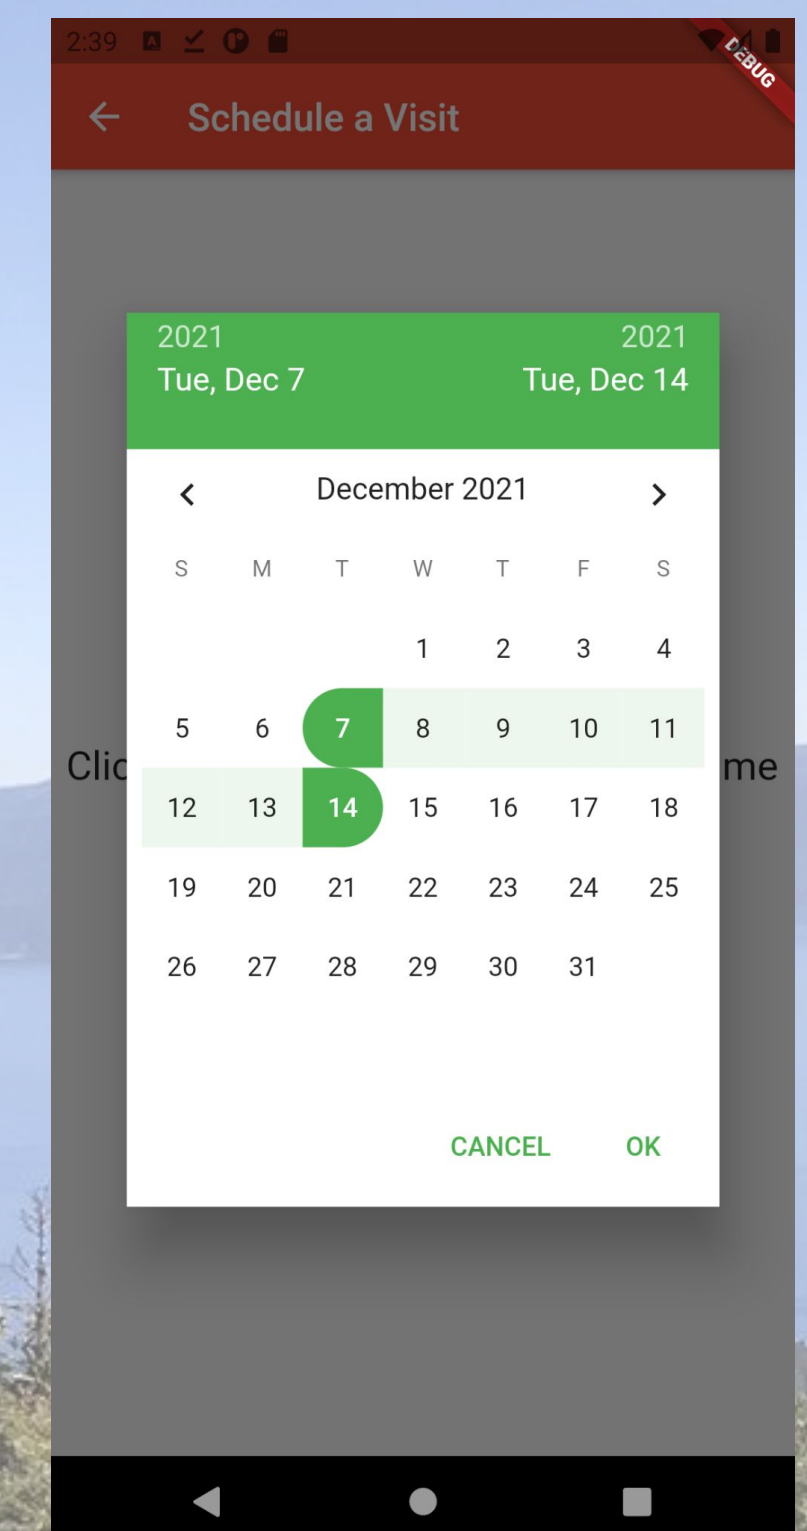 2:39
DEBUG
Schedule a Visit
2021 2021
Tue, Dec 7 Tue, Dec 14
December 2021
S M T W T F S
1 2 3 4
5 6 7 8 9 10 11
Clic me
12 13 14 15 16 17 18
19 20 21 22 23 24 25
26 27 28 29 30 31
CANCEL OK